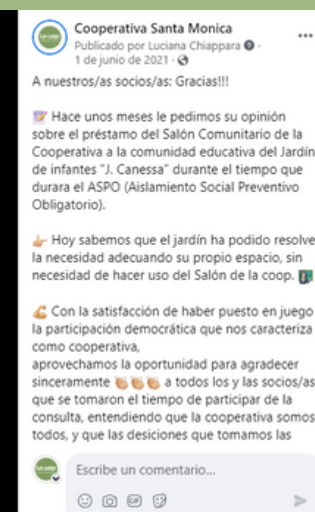 Cooperativa Santa Monica
Publicado por Luciana Chiappara
1 de junio de 2021
A nuestros/as socios/as: Gracias!!!
Hace unos meses le pedimos su opinión
sobre el préstamo del Salón Comunitario de la
Cooperativa a la comunidad educativa del Jardín
de infantes "J. Canessa" durante el tiempo que
durara el ASPO (Aislamiento Social Preventivo
Obligatorio).
Hoy sabemos que el jardín ha podido resolve
la necesidad adecuando su propio espacio, sin
necesidad de hacer uso del Salón de la coop.
Con la satisfacción de haber puesto en juego
la participación democrática que nos caracteriza
como cooperativa,
aprovechamos la oportunidad para agradecer
sinceramente a todos los y las socios/as
que se tomaron el tiempo de participar de la
consulta, entendiendo que la cooperativa somos
todos, y que las desiciones que tomamos las
Escribe un comentario...
GIF